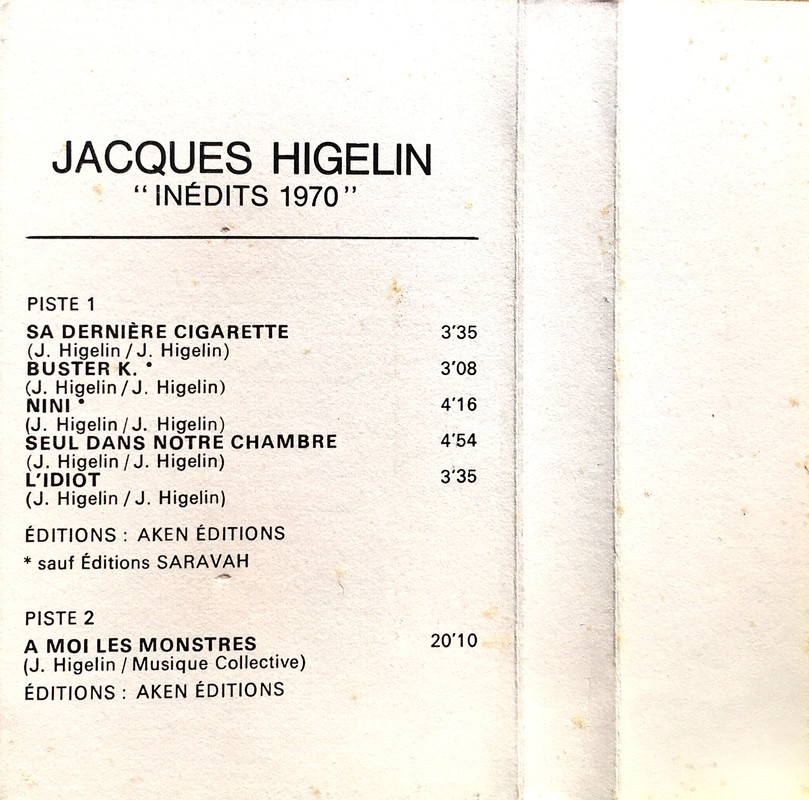 JACQUES HIGELIN
“INÉDITS 1970”
PISTE 1
SA DERNIÈRE CIGARETTE 3'35
(J. Higelin / J. Higelin)
BUSTER K. * 3'08
(J. Higelin / J. Higelin)
NINI * 4'16
(J. Higelin / J. Higelin)
SEUL DANS NOTRE CHAMBRE 4'54
(J. Higelin / J. Higelin)
L'IDIOT 3'35
(J. Higelin / J. Higelin)
ÉDITIONS : AKEN ÉDITIONS
* sauf Éditions SARAVAH
PISTE 2
A MOI LES MONSTRES 20'10
(J. Higelin / Musique Collective)
ÉDITIONS : AKEN ÉDITIONS